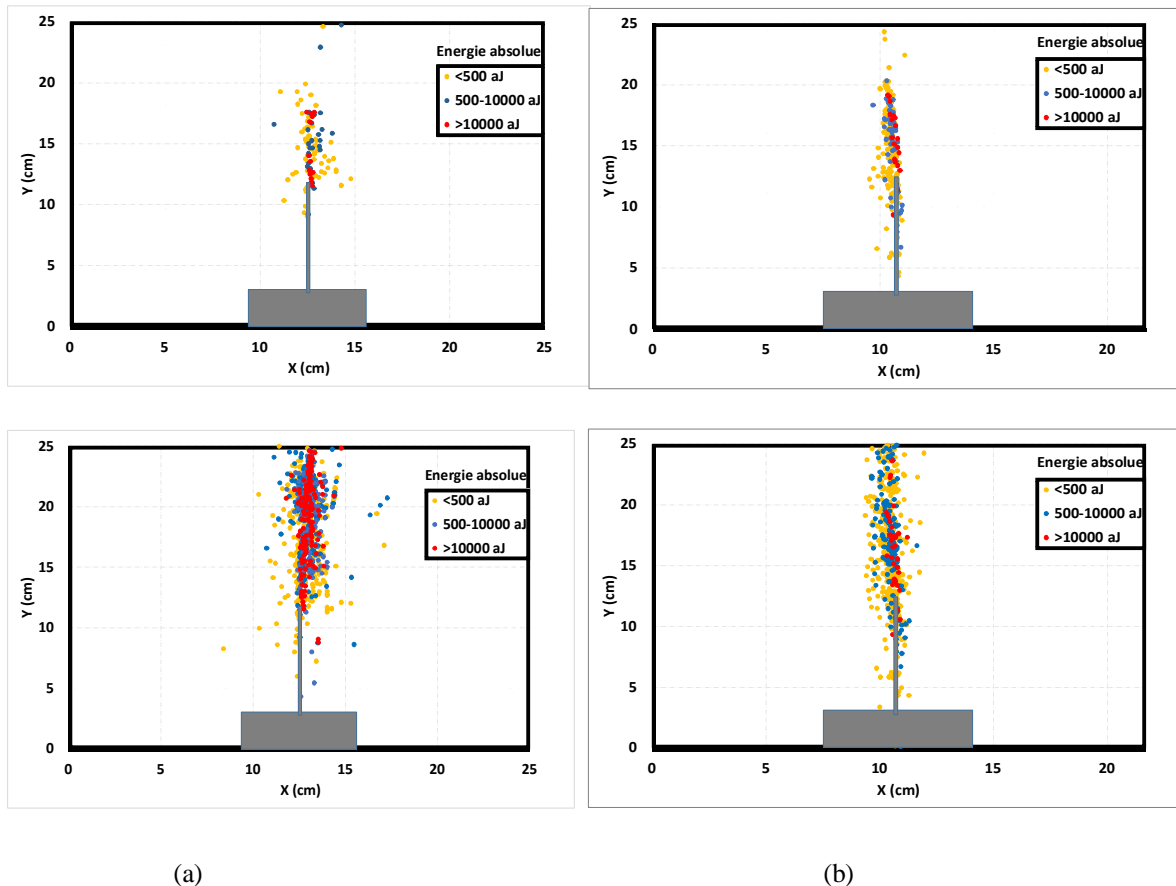 25
20
15
10
5
0
Y (cm)
Energie absolue
<500 aJ
500-10000 aJ
>10000 aJ
0 5 10 15 20 25
X (cm)
25
20
15
10
5
0
Y (cm)
Energie absolue
<500 aJ
500-10000 aJ
>10000 aJ
0 5 10 15 20
X (cm)
25
20
15
10
5
0
Y (cm)
Energie absolue
<500 aJ
500-10000 aJ
>10000 aJ
0 5 10 15 20 25
X (cm)
25
20
15
10
5
0
Y (cm)
Energie absolue
<500 aJ
500-10000 aJ
>10000 aJ
0 5 10 15 20
X (cm)
(a) (b)